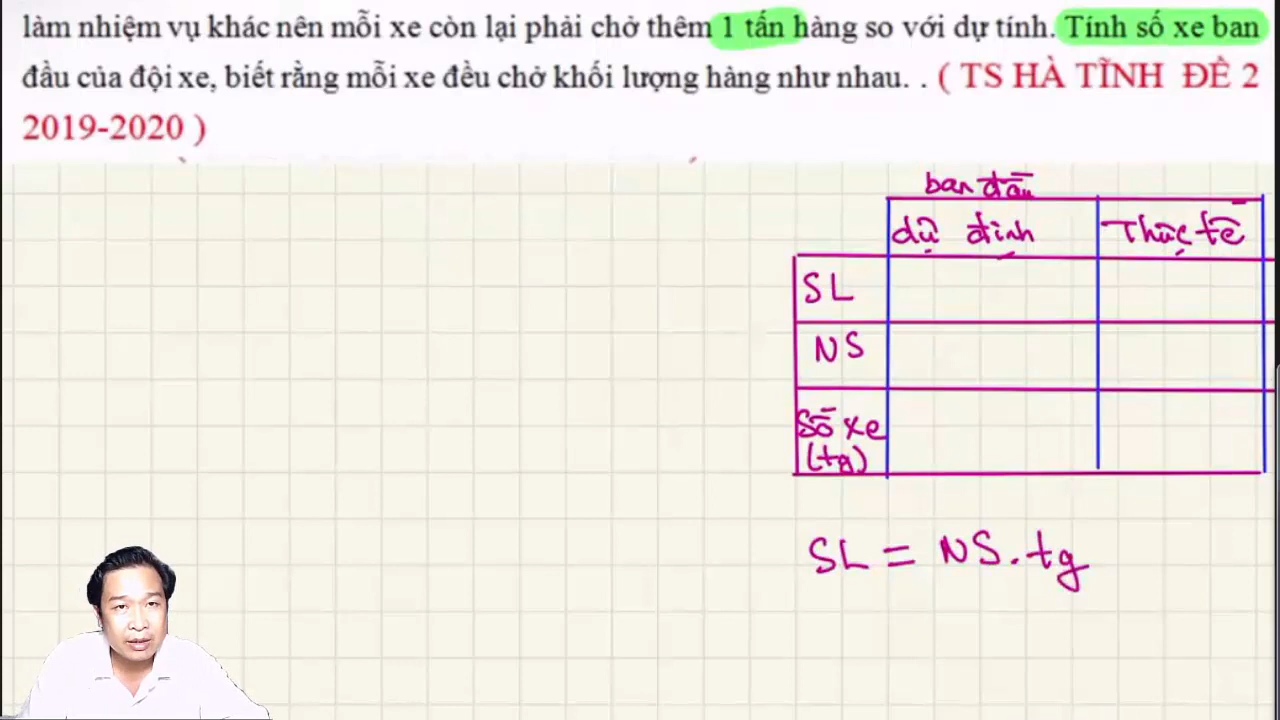 làm nhiệm vụ khác nên mỗi xe còn lại phải chở thêm 1 tấn hàng so với dự tính. Tính số xe ban
đầu của đội xe, biết rằng mỗi xe đều chở khối lượng hàng như nhau. . ( TS HÀ TĨNH ĐỀ 2
2019-2020 )
ban đầu
dự định Thực tế
SL
NS
Số xe
(tg)
SL = NS . tg